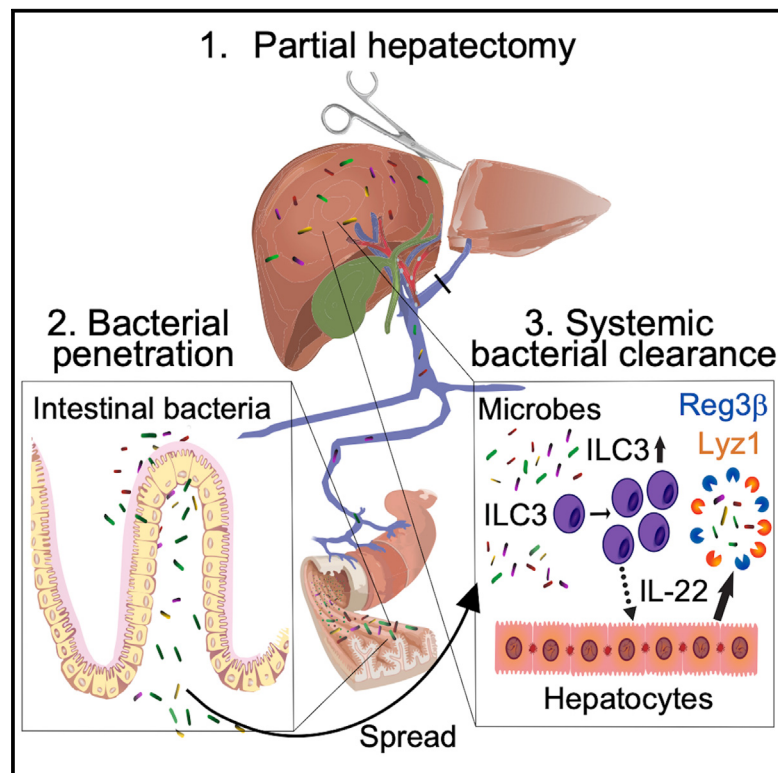 1. Partial hepatectomy
2. Bacterial
penetration
Intestinal bacteria
3. Systemic
bacterial clearance
Microbes
Reg3β
Lyz1
ILC3↑
ILC3
IL-22
Hepatocytes
Spread